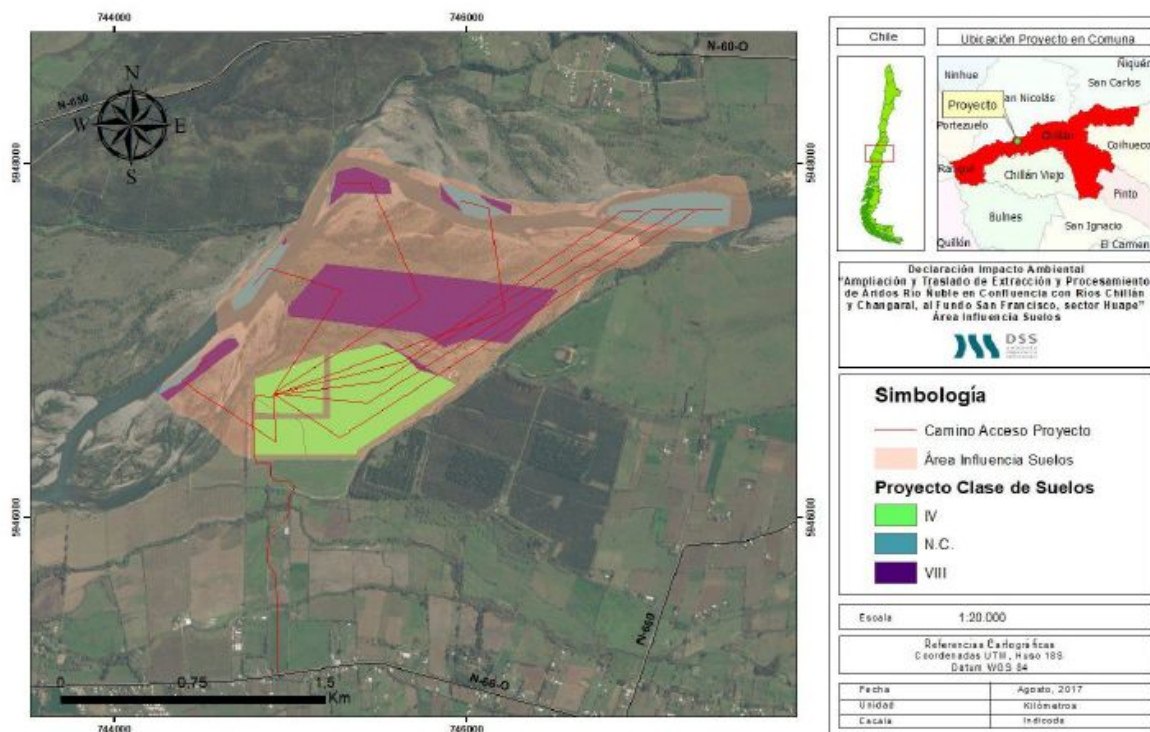 744000
746000
N-60-O
N-650
N
W
E
S
5948000
5948000
5946000
5946000
N-660
N-66-O
0
0.75
1.5
Km
744000
746000
Chile
Ubicación Proyecto en Comuna
Ñiquén
Ninhue
San Carlos
an Nicolás
Proyecto
Portezuelo
Chillán
Coihueco
Chillán Viejo
Pinto
Bulnes
San Ignacio
Quillón
El Carmen
Declaración Impacto Ambiental
"Ampliación y Traslado de Extracción y Procesamiento
de Áridos Río Ñuble en Confluencia con Ríos Chillán
y Changaral, al Fundo San Francisco, sector Huape"
Área Influencia Suelos
DSS
Simbología
Camino Acceso Proyecto
Área Influencia Suelos
Proyecto Clase de Suelos
IV
N.C.
VIII
Escala 1:20.000
Referencias Cartográficas
Coordenadas UTM, Huso 18S
Datum WGS 84
Fecha Agosto, 2017
Unidad Kilómetros
Escala Indicada